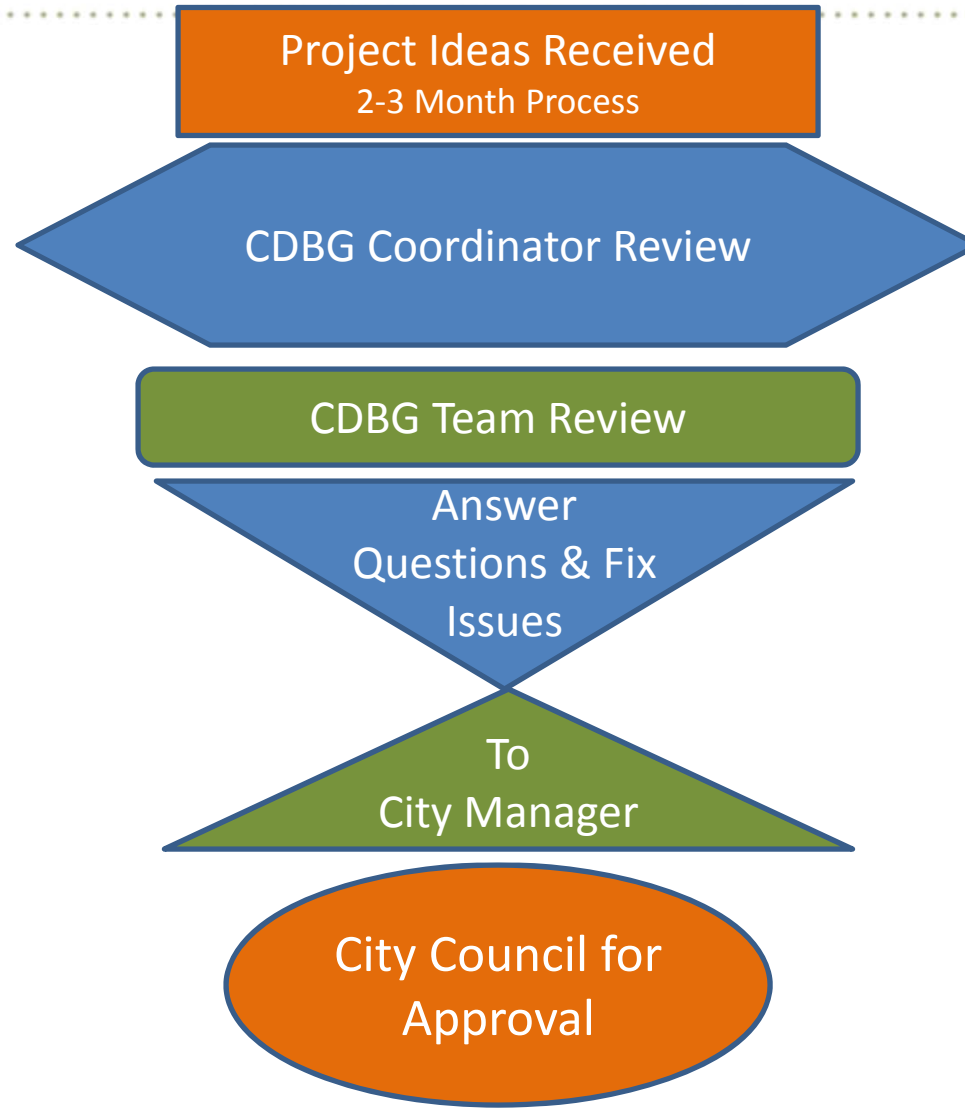 Project Ideas Received
2-3 Month Process
CDBG Coordinator Review
CDBG Team Review
Answer
Questions & Fix
Issues
To
City Manager
City Council for
Approval